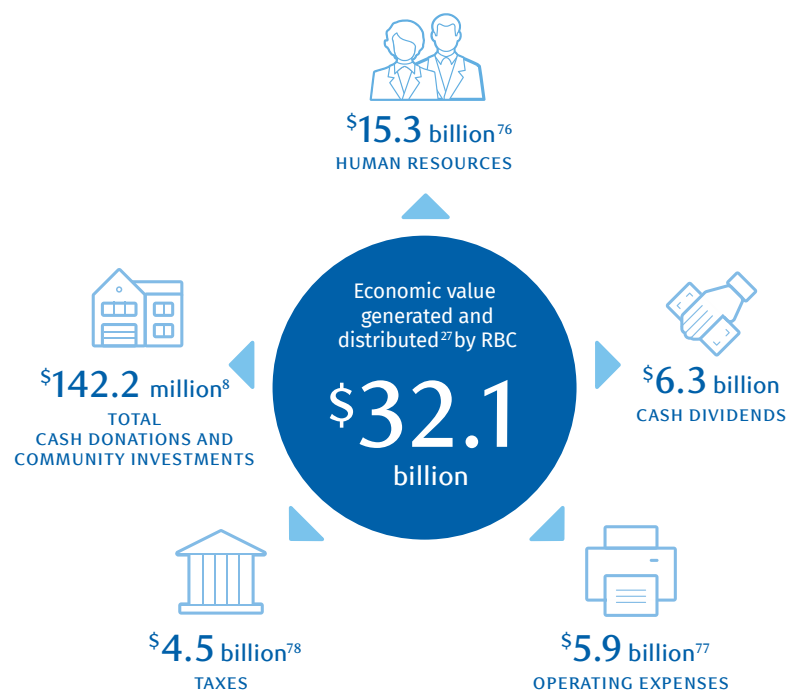 $15.3 billion76
HUMAN RESOURCES
Economic value
generated and
distributed27 by RBC
$32.1
billion
$142.2 million8
TOTAL
CASH DONATIONS AND
COMMUNITY INVESTMENTS
$6.3 billion
CASH DIVIDENDS
$4.5 billion78
TAXES
$5.9 billion77
OPERATING EXPENSES